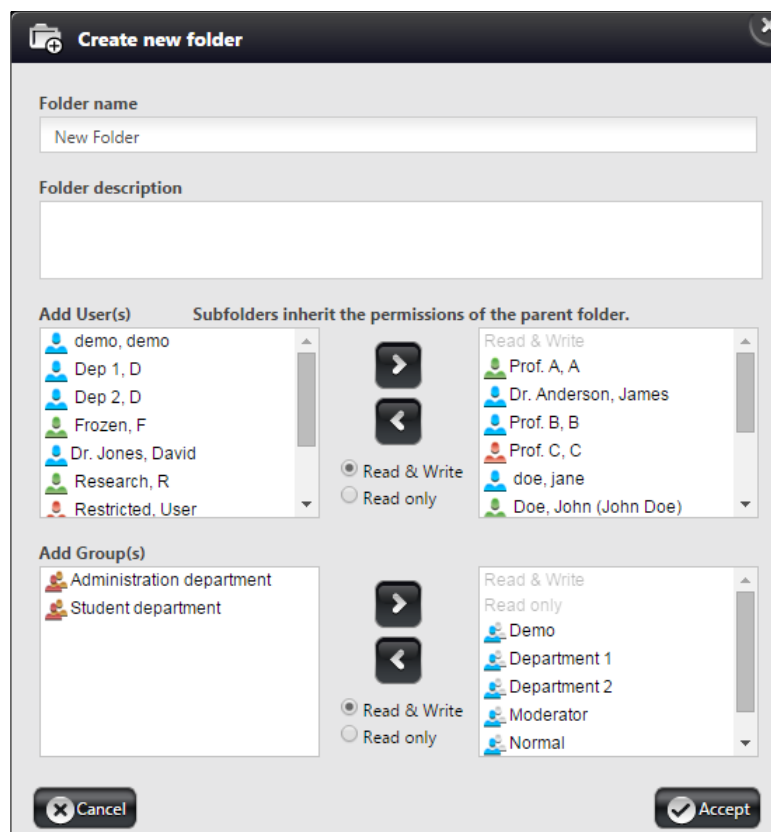 Create new folder
Folder name
New Folder
Folder description
Add User(s) Subfolders inherit the permissions of the parent folder.
demo, demo
Dep 1, D
Dep 2, D
Frozen, F
Dr. Jones, David
Research, R
Restricted, User
Read & Write
Read only
Read & Write
Prof. A, A
Dr. Anderson, James
Prof. B, B
Prof. C, C
doe, jane
Doe, John (John Doe)
Add Group(s)
Administration department
Student department
Read & Write
Read only
Read & Write
Read only
Demo
Department 1
Department 2
Moderator
Normal
Cancel
Accept